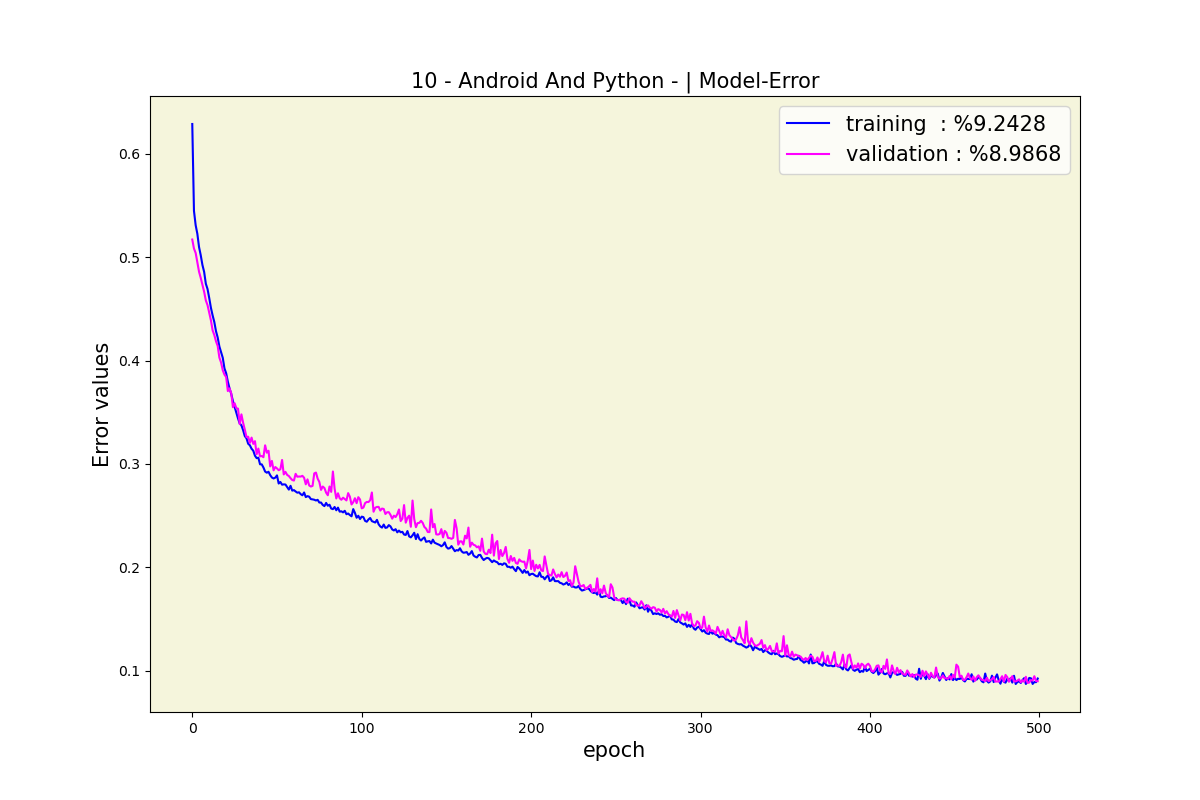 10 - Android And Python - | Model-Error
training  : %9.2428
validation : %8.9868
Error values
0.6
0.5
0.4
0.3
0.2
0.1
0 100 200 300 400 500
epoch